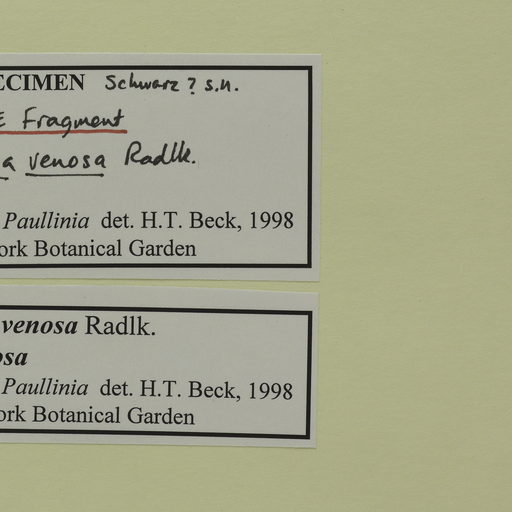 ECIMEN Schwarz? s.n.
E Fragment
a venosa Radlk.
Paullinia det. H.T. Beck, 1998
ork Botanical Garden
venosa Radlk.
osa
Paullinia det. H.T. Beck, 1998
ork Botanical Garden